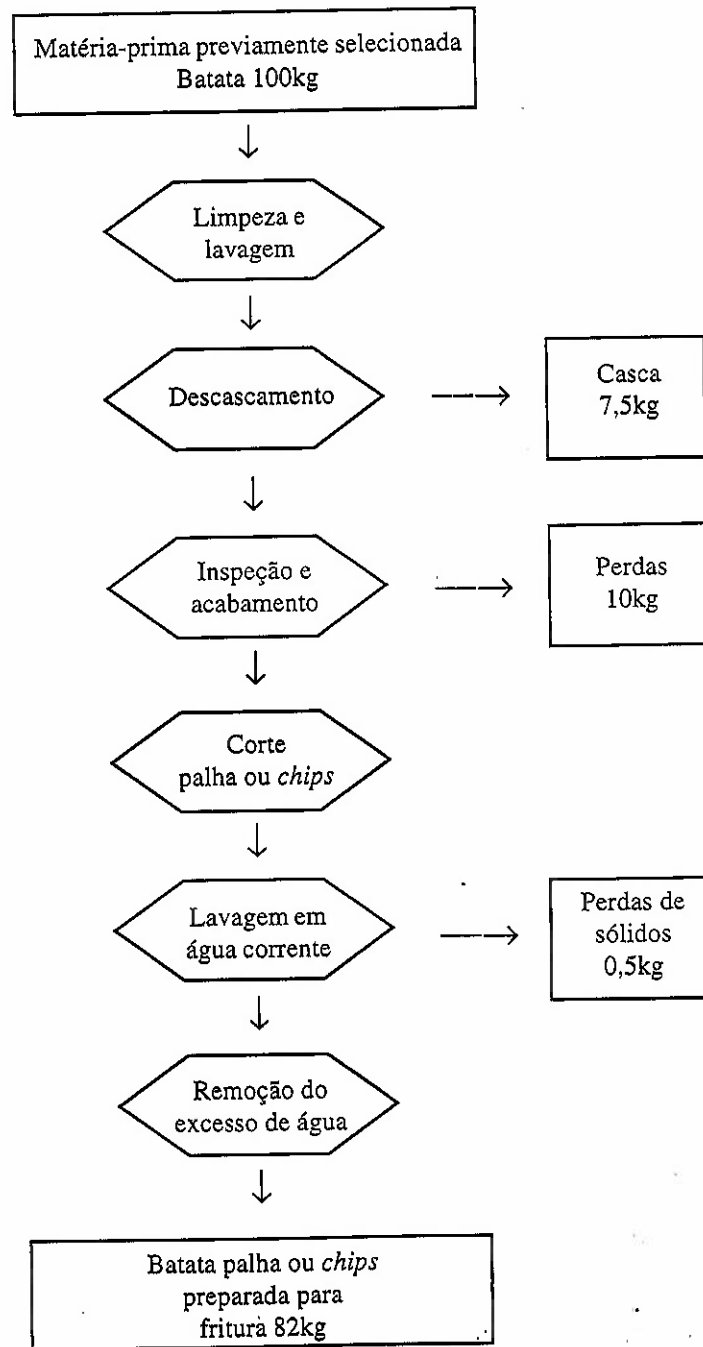 Matéria-prima previamente selecionada
Batata 100kg
Limpeza e
lavagem
Descascamento
Casca
7,5kg
Inspeção e
acabamento
Perdas
10kg
Corte
palha ou chips
Lavagem em
água corrente
Perdas de
sólidos
0,5kg
Remoção do
excesso de água
Batata palha ou chips
preparada para
fritura 82kg